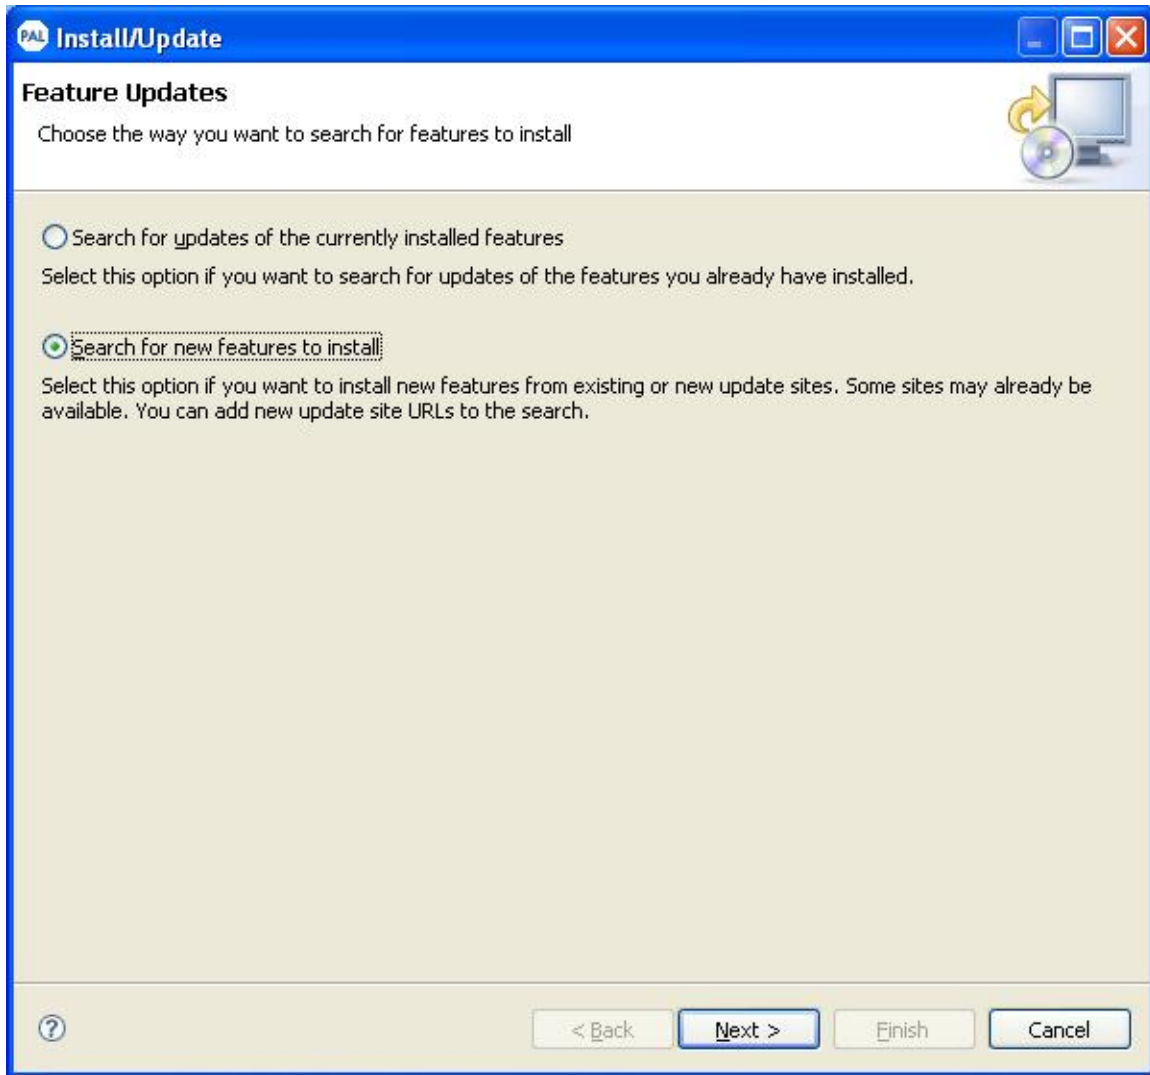 PAL Install/Update
Feature Updates
Choose the way you want to search for features to install
Search for updates of the currently installed features
Select this option if you want to search for updates of the features you already have installed.
Search for new features to install
Select this option if you want to install new features from existing or new update sites. Some sites may already be
available. You can add new update site URLs to the search.
? < Back Next > Finish Cancel